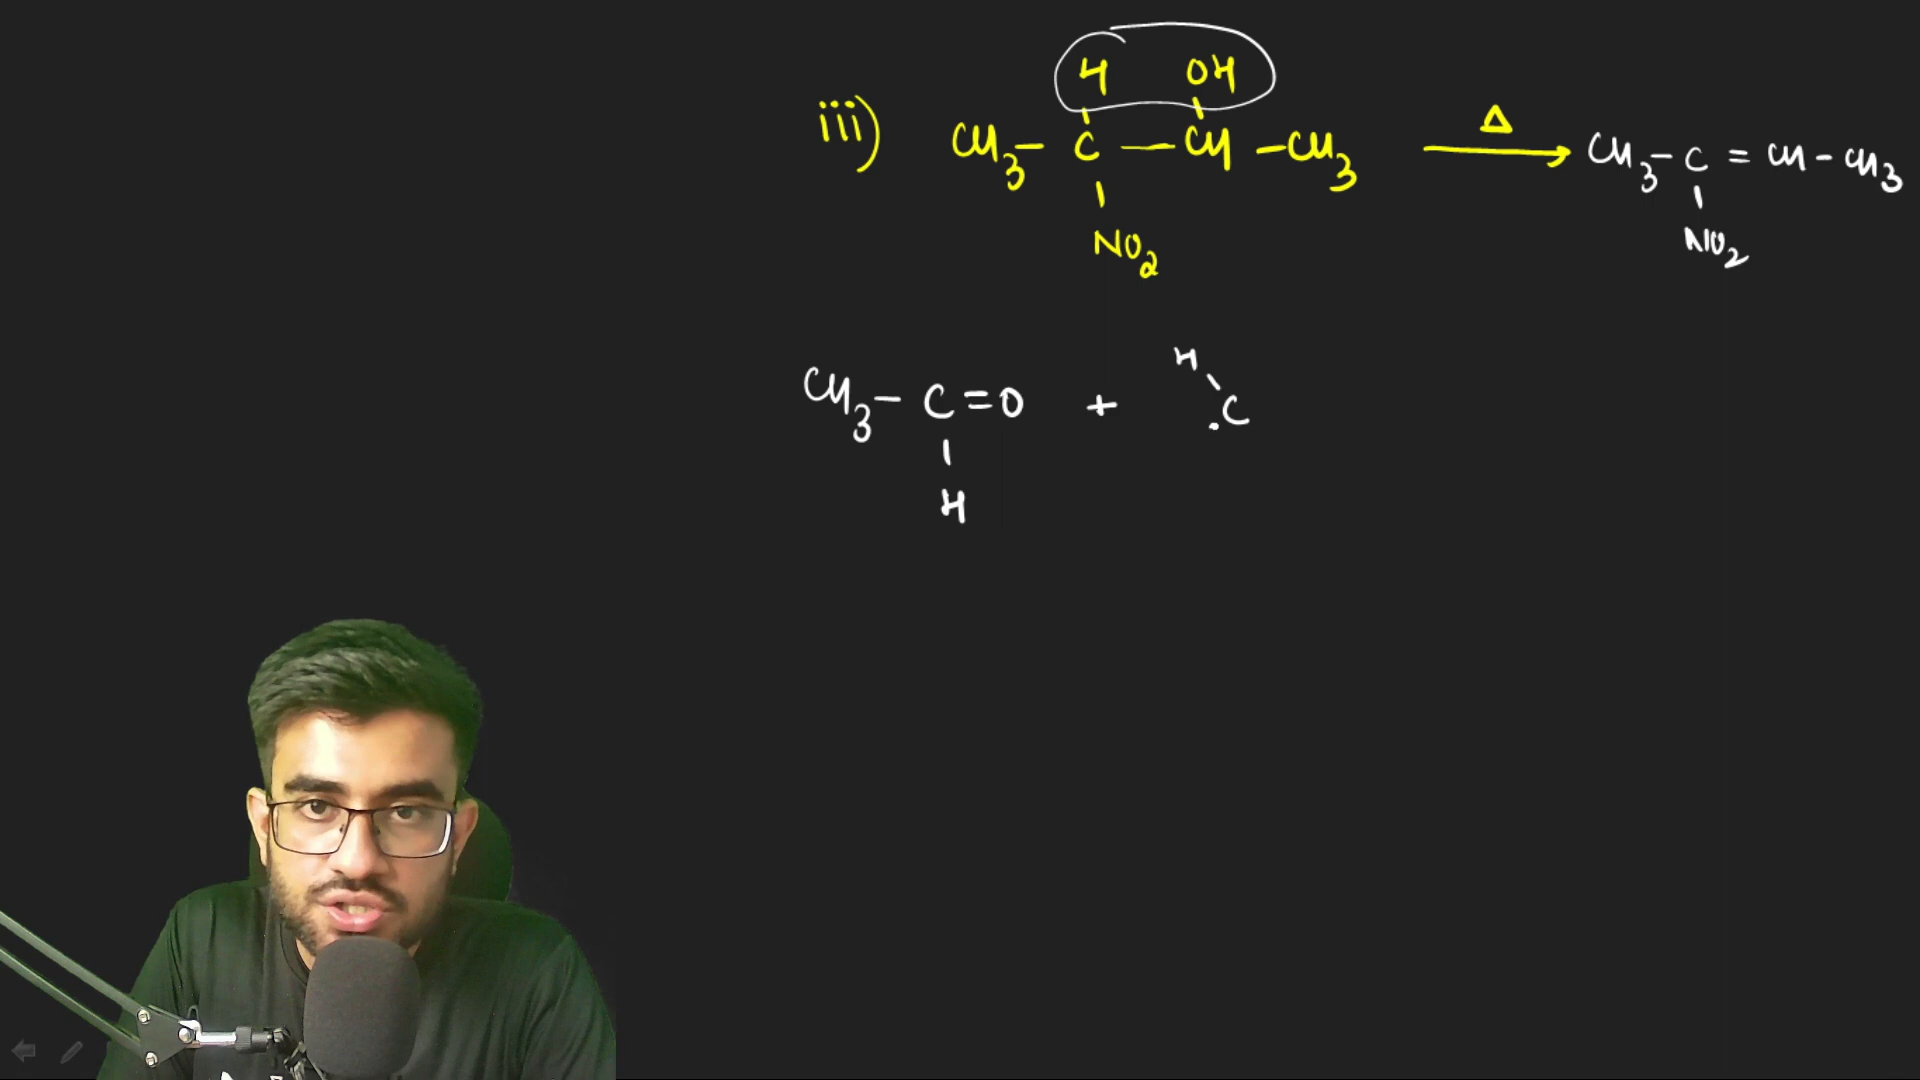 H OH
iii) CH3 - C - CH - CH3 Δ → CH3 - C = CH - CH3
NO2 NO2
H
CH3 - C = O + .C
H